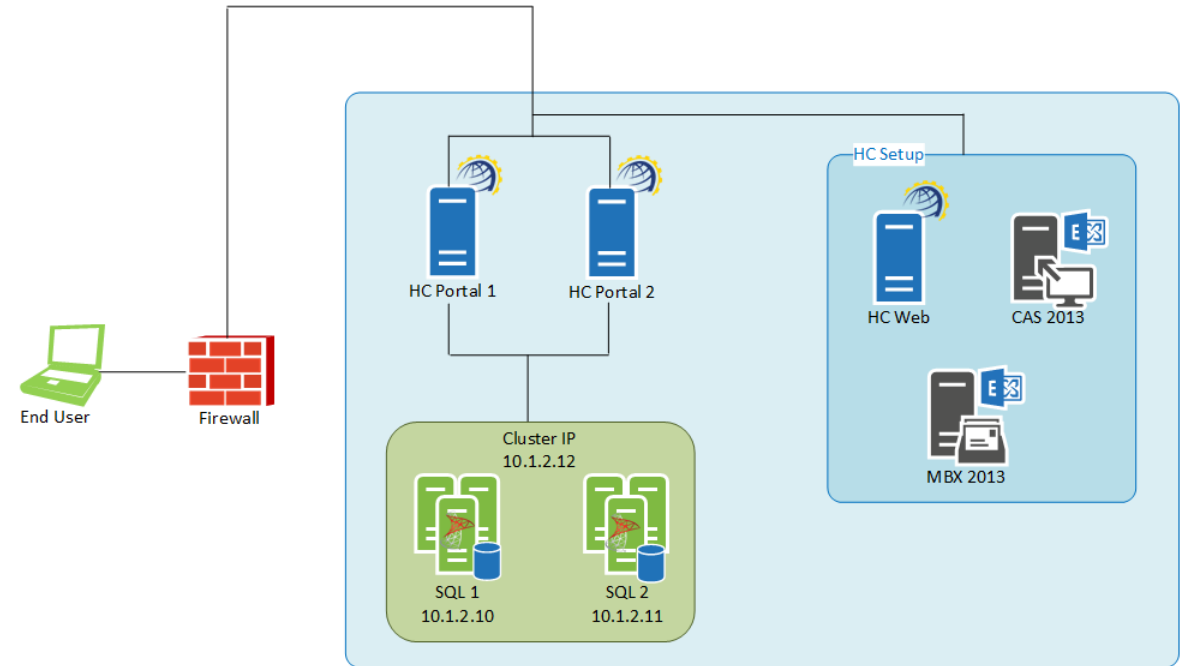 HC Setup
HC Portal 1
HC Portal 2
E
HC Web
CAS 2013
End User
Firewall
E
MBX 2013
Cluster IP
10.1.2.12
SQL 1
10.1.2.10
SQL 2
10.1.2.11